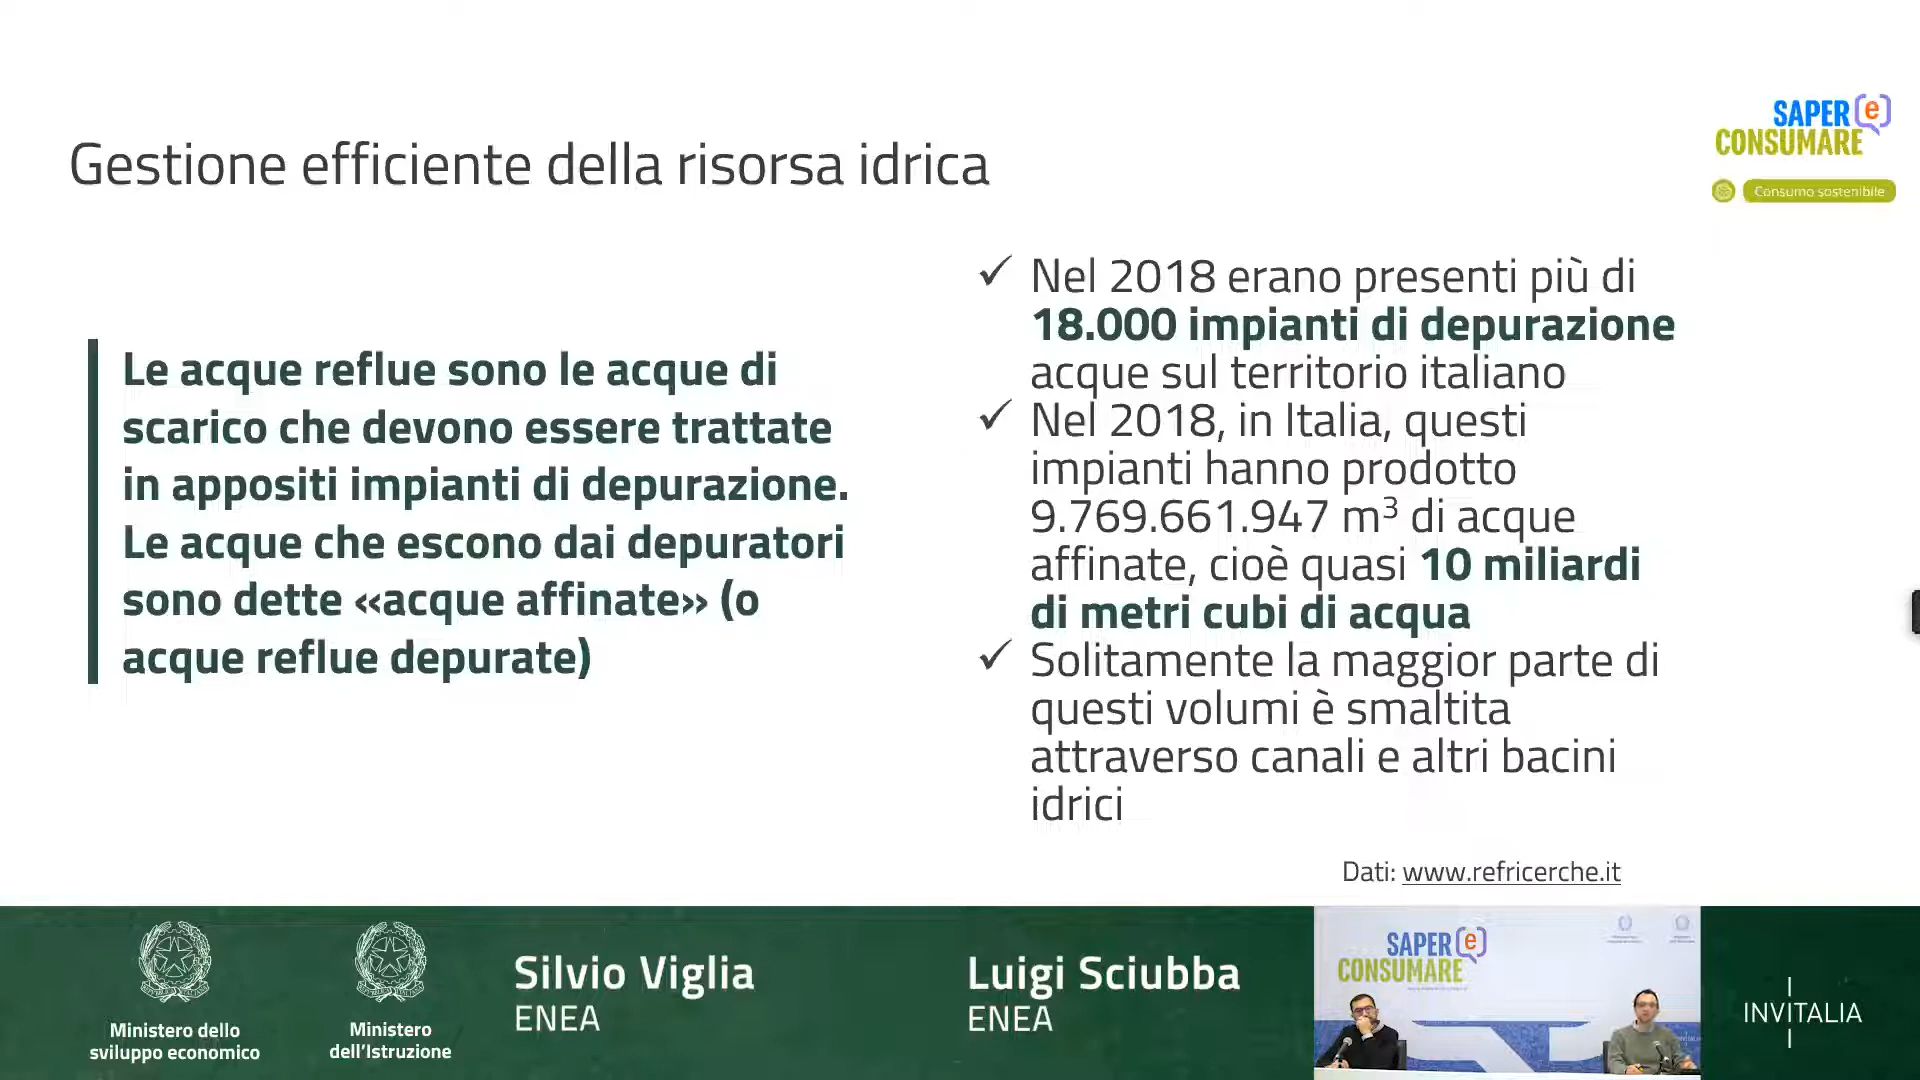 Gestione efficiente della risorsa idrica
SAPER(e)
CONSUMARE
Consumo sostenibile
Le acque reflue sono le acque di
scarico che devono essere trattate
in appositi impianti di depurazione.
Le acque che escono dai depuratori
sono dette «acque affinate» (o
acque reflue depurate)
✓ Nel 2018 erano presenti più di
18.000 impianti di depurazione
acque sul territorio italiano
✓ Nel 2018, in Italia, questi
impianti hanno prodotto
9.769.661.947 m³ di acque
affinate, cioè quasi 10 miliardi
di metri cubi di acqua
✓ Solitamente la maggior parte di
questi volumi è smaltita
attraverso canali e altri bacini
idrici
Dati: www.refricerche.it
Ministero dello
sviluppo economico
Ministero
dell'Istruzione
Silvio Viglia
ENEA
Luigi Sciubba
ENEA
SAPER(e)
CONSUMARE
INVITALIA